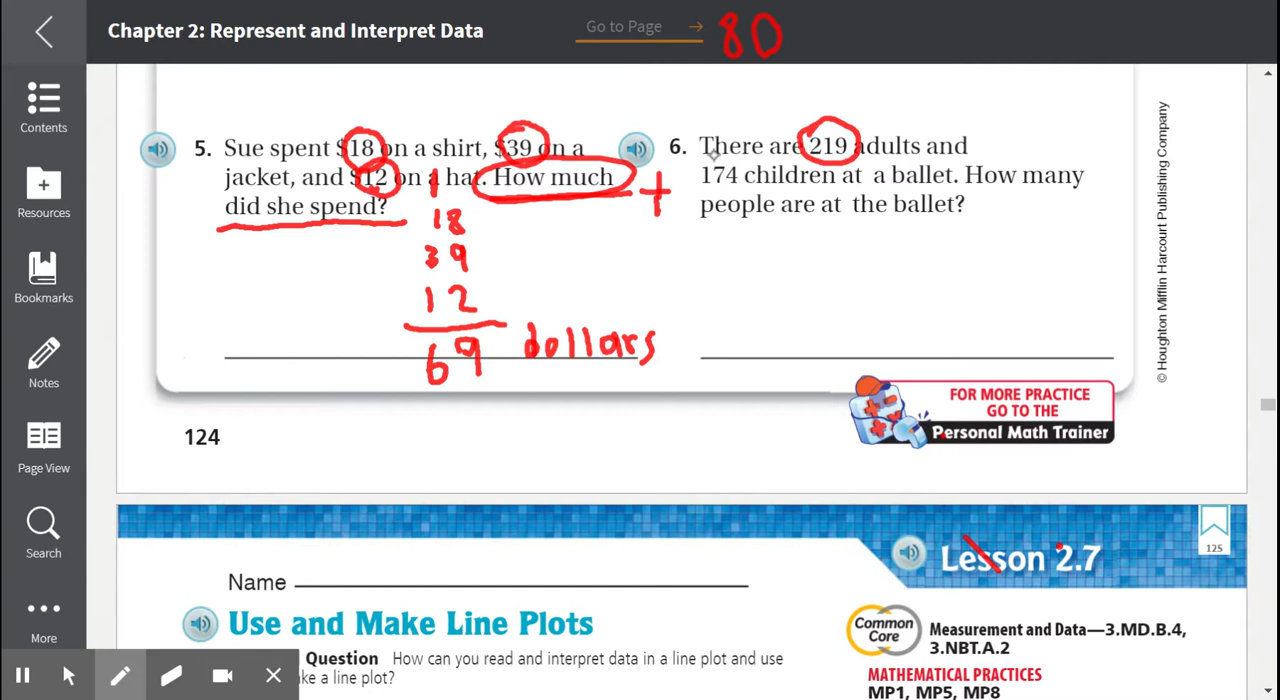 Chapter 2: Represent and Interpret Data
Go to Page → 80
Contents
Resources
Bookmarks
Notes
Page View
Search
More
5. Sue spent $18 on a shirt, $39 on a
jacket, and $12 on a hat. How much
did she spend?
+
1
18
39
12
69 dollars
6. There are 219 adults and
174 children at a ballet. How many
people are at the ballet?
© Houghton Mifflin Harcourt Publishing Company
FOR MORE PRACTICE
GO TO THE
Personal Math Trainer
124
125
Lesson 2.7
Name
Use and Make Line Plots
Question How can you read and interpret data in a line plot and use
ke a line plot?
Common
Core
Measurement and Data—3.MD.B.4,
3.NBT.A.2
MATHEMATICAL PRACTICES
MP1, MP5, MP8